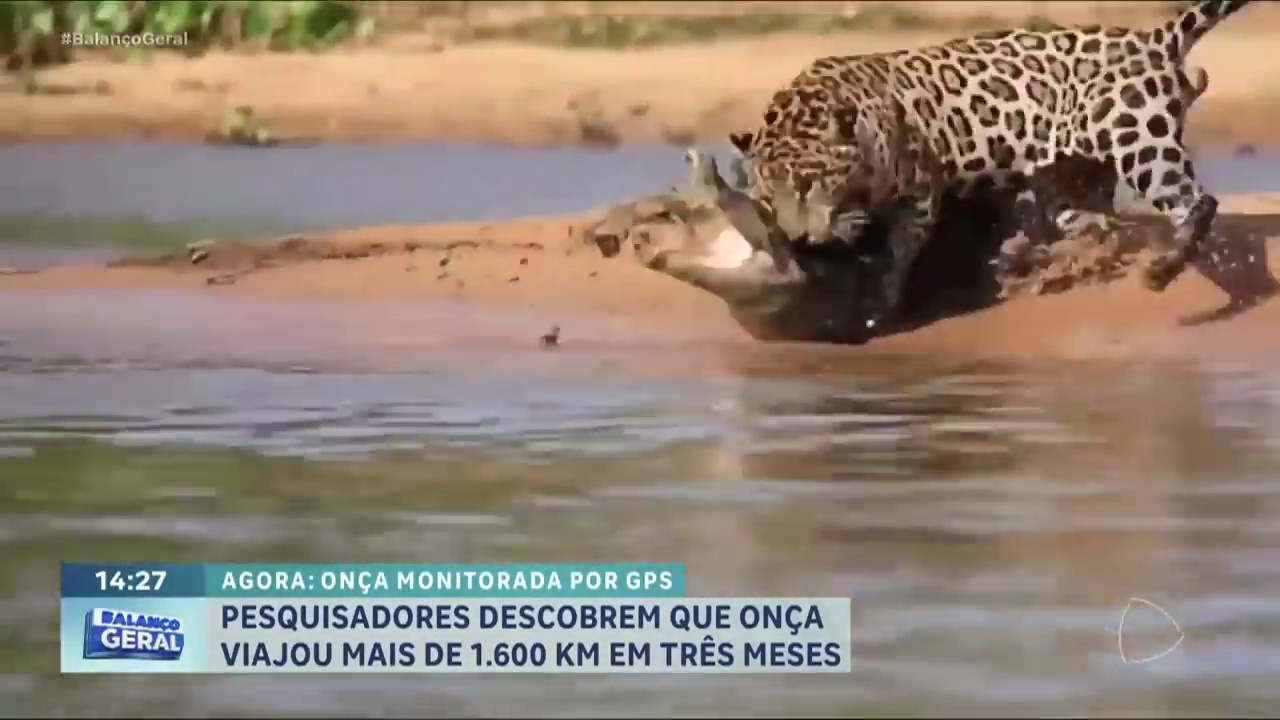 #BalançoGeral
14:27
AGORA: ONÇA MONITORADA POR GPS
BALANÇO
GERAL
PESQUISADORES DESCOBREM QUE ONÇA
VIAJOU MAIS DE 1.600 KM EM TRÊS MESES